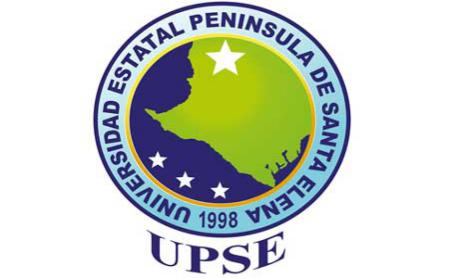 UNIVERSIDAD ESTATAL PENINSULA DE SANTA ELENA
1998
UPSE